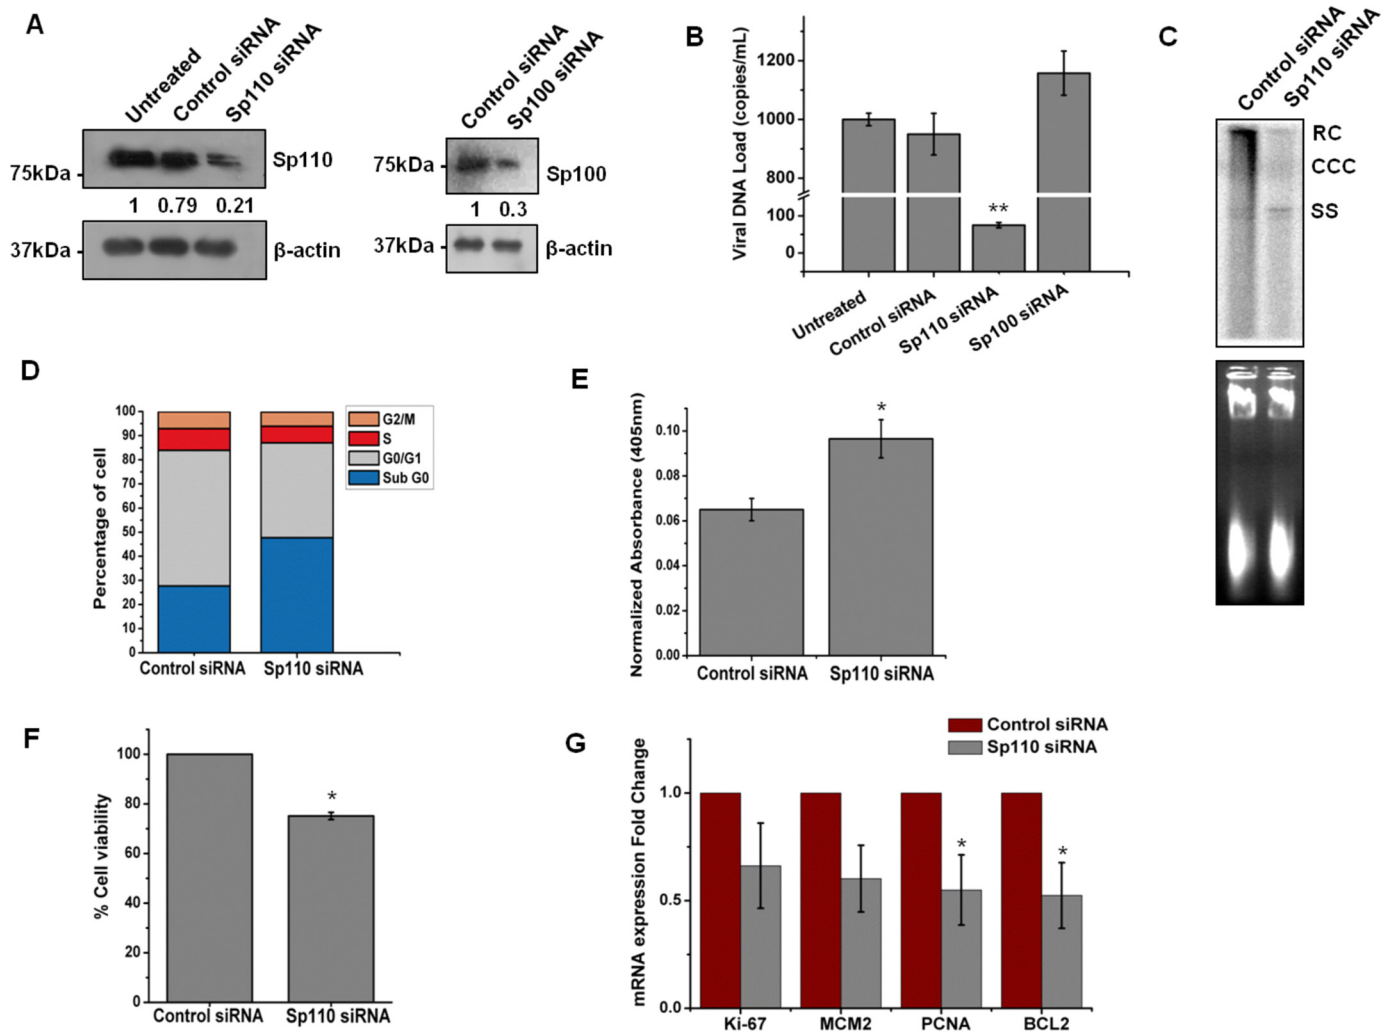 A
Untreated
Control siRNA
Sp110 siRNA
75kDa
Sp110
1 0.79 0.21
37kDa
β-actin
Control siRNA
Sp100 siRNA
75kDa
Sp100
1 0.3
37kDa
β-actin
B
Viral DNA Load (copies/mL)
1200
1000
800
100
0
**
Untreated
Control siRNA
Sp110 siRNA
Sp100 siRNA
C
Control siRNA
Sp110 siRNA
RC
CCC
SS
D
Percentage of cell
100
90
80
70
60
50
40
30
20
10
0
Control siRNA
Sp110 siRNA
G2/M
S
G0/G1
Sub G0
E
Normalized Absorbance (405nm)
0.10
0.08
0.06
0.04
0.02
0.00
*
Control siRNA
Sp110 siRNA
F
% Cell viability
100
80
60
40
20
0
*
Control siRNA
Sp110 siRNA
G
mRNA expression Fold Change
Control siRNA
Sp110 siRNA
1.0
0.5
0.0
*
*
Ki-67
MCM2
PCNA
BCL2